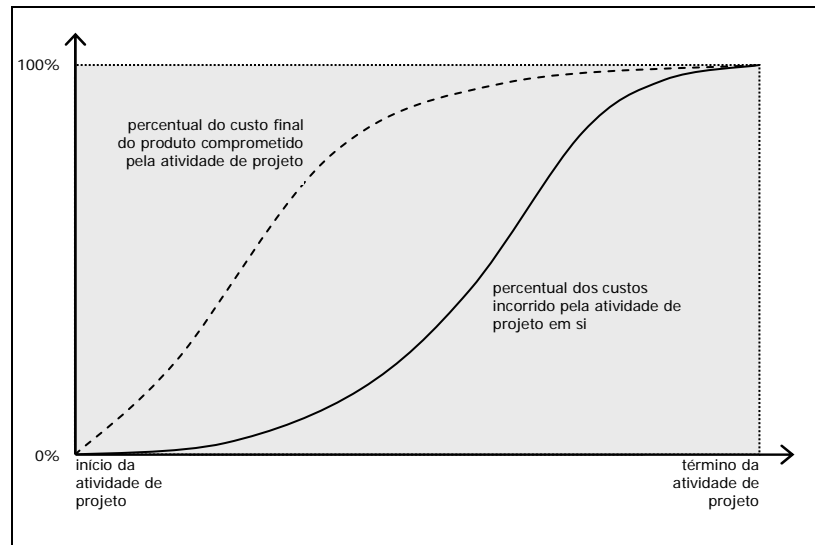 100%
percentual do custo final
do produto comprometido
pela atividade de projeto
percentual dos custos
incorrido pela atividade de
projeto em si
0%
início da
atividade de
projeto
término da
atividade de
projeto